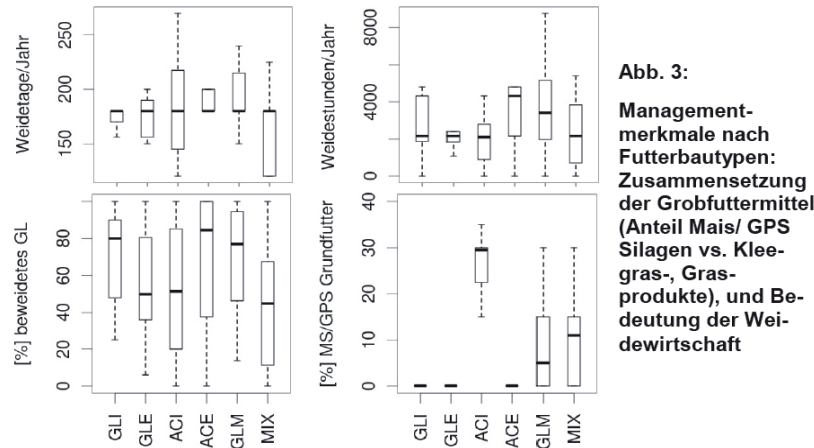 Weidetage/Jahr
250
200
150
Weidestunden/Jahr
8000
4000
0
[%] beweidetes GL
80
60
40
20
0
GLI
GLE
ACI
ACE
GLM
MIX
[%] MS/GPS Grundfutter
40
30
20
10
0
GLI
GLE
ACI
ACE
GLM
MIX
Abb. 3:
Management-
merkmale nach
Futterbautypen:
Zusammensetzung
der Grobfuttermittel
(Anteil Mais/ GPS
Silagen vs. Klee-
gras-, Gras-
produkte), und Be-
deutung der Wei-
dewirtschaft